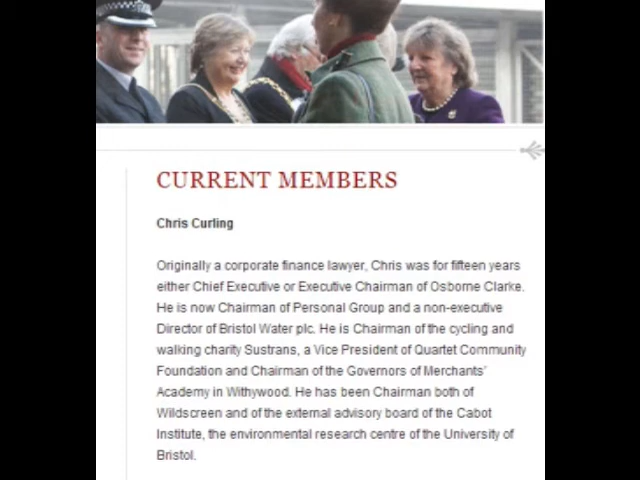 CURRENT MEMBERS
Chris Curling
Originally a corporate finance lawyer, Chris was for fifteen years
either Chief Executive or Executive Chairman of Osborne Clarke.
He is now Chairman of Personal Group and a non-executive
Director of Bristol Water plc. He is Chairman of the cycling and
walking charity Sustrans, a Vice President of Quartet Community
Foundation and Chairman of the Governors of Merchants'
Academy in Withywood. He has been Chairman both of
Wildscreen and of the external advisory board of the Cabot
Institute, the environmental research centre of the University of
Bristol.